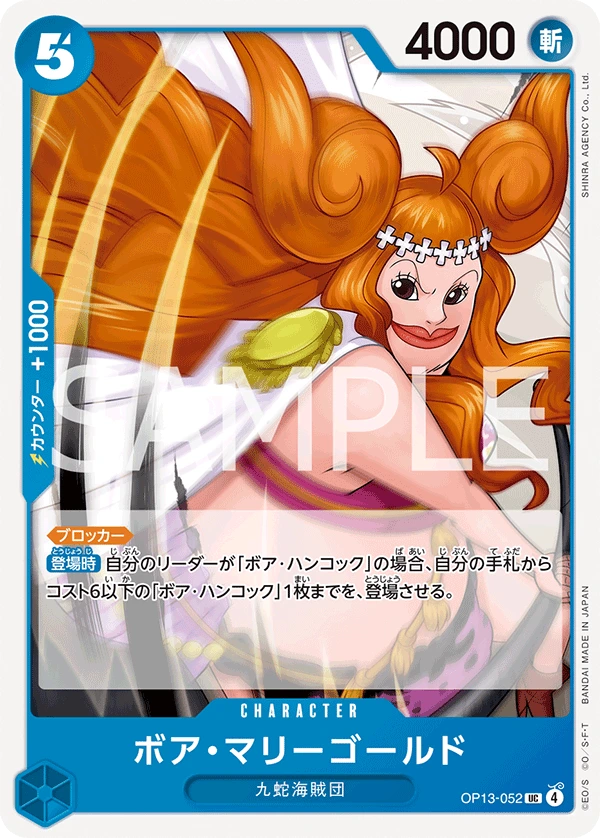 5
4000
斬
SHINRA AGENCY Co., Ltd.
カウンター +1000
SAMPLE
ブロッカー
登場時 自分のリーダーが「ボア・ハンコック」の場合、自分の手札から
コスト6以下の「ボア・ハンコック」1枚までを、登場させる。
CHARACTER
ボア・マリーゴールド
九蛇海賊団
OP13-052 UC 4
©E.O/S ©O/S・F・T BANDAI MADE IN JAPAN